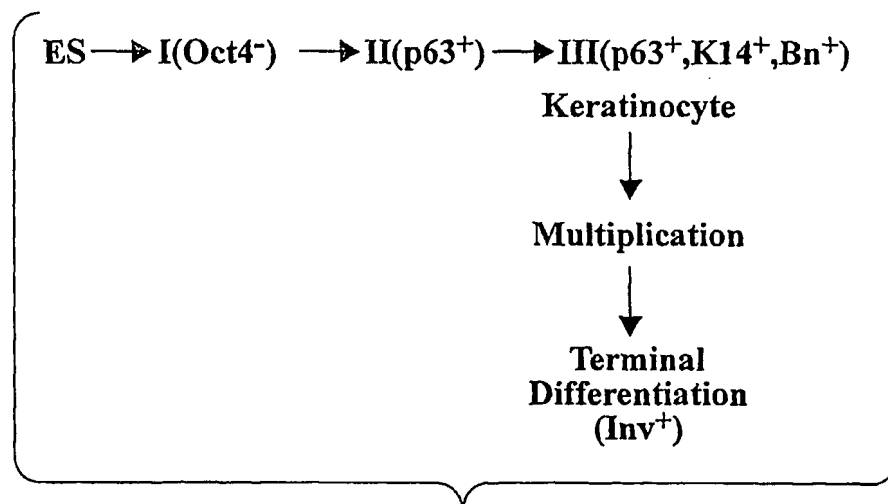 ES→I(Oct4⁻) →II(p63⁺)→III(p63⁺,K14⁺,Bn⁺)
Keratinocyte
Multiplication
Terminal
Differentiation
(Inv⁺)